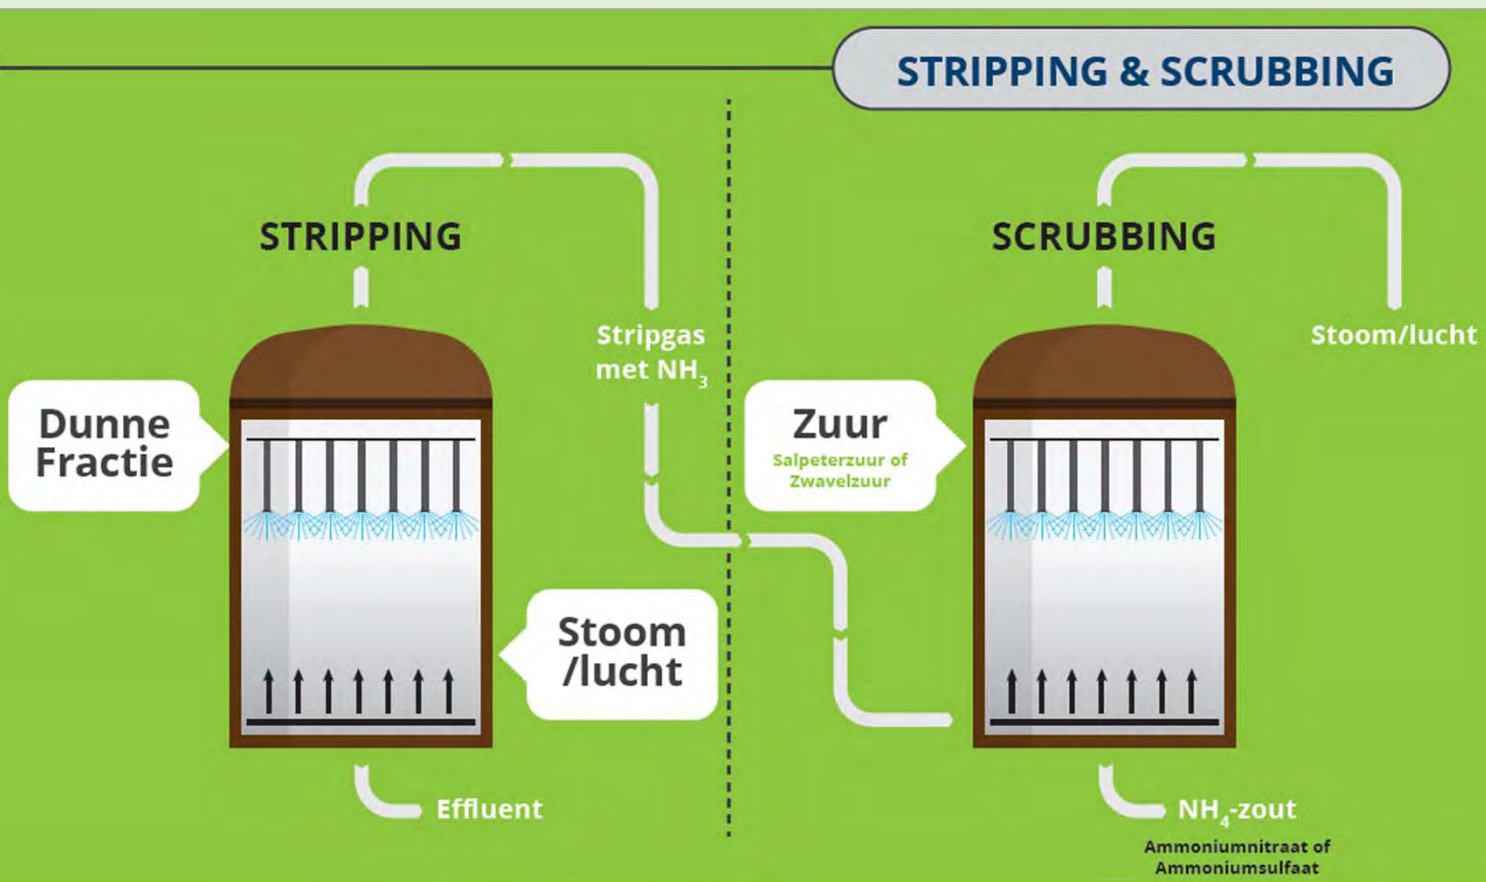 STRIPPING & SCRUBBING
STRIPPING
Stripgas
met NH₃
Dunne
Fractie
Stoom
/lucht
Effluent
SCRUBBING
Stoom/lucht
Zuur
Salpeterzuur of
Zwavelzuur
NH₄-zout
Ammoniumnitraat of
Ammoniumsulfaat